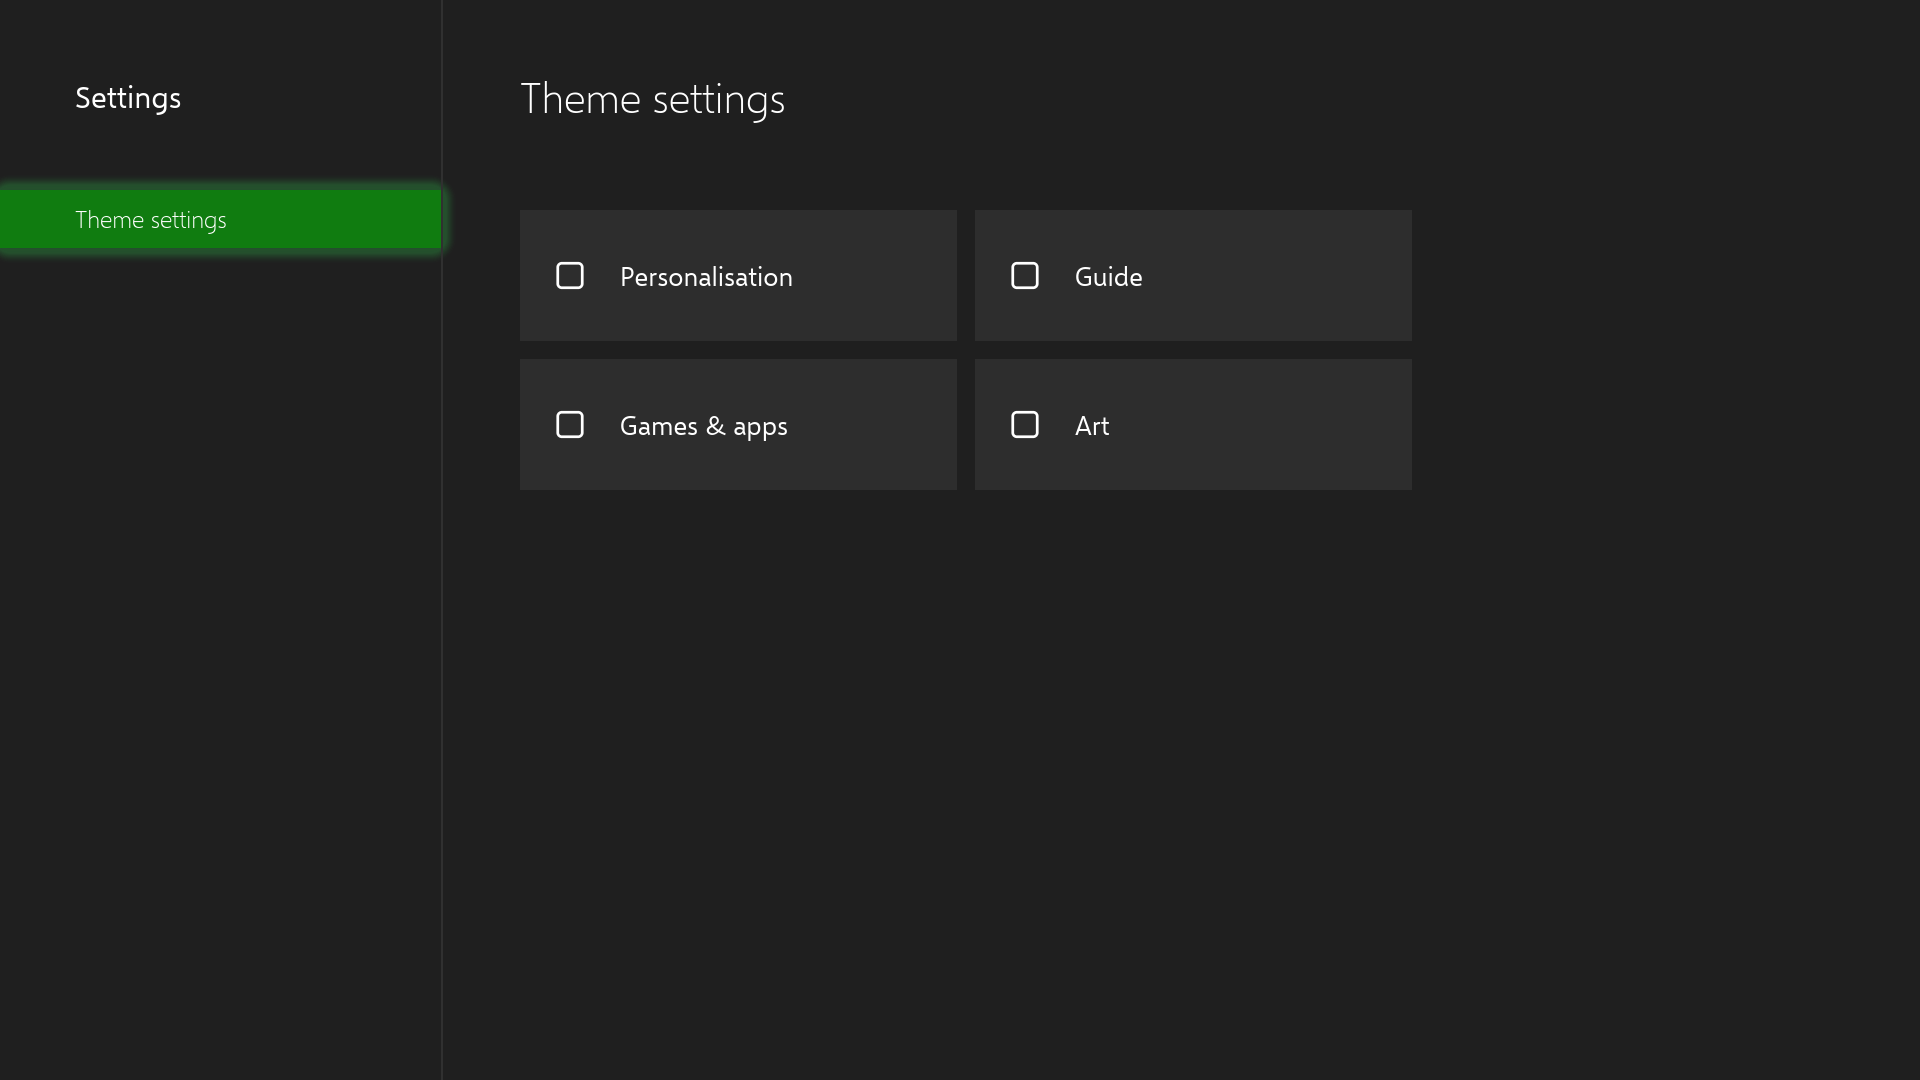 Settings
Theme settings
Theme settings
Personalisation
Guide
Games & apps
Art